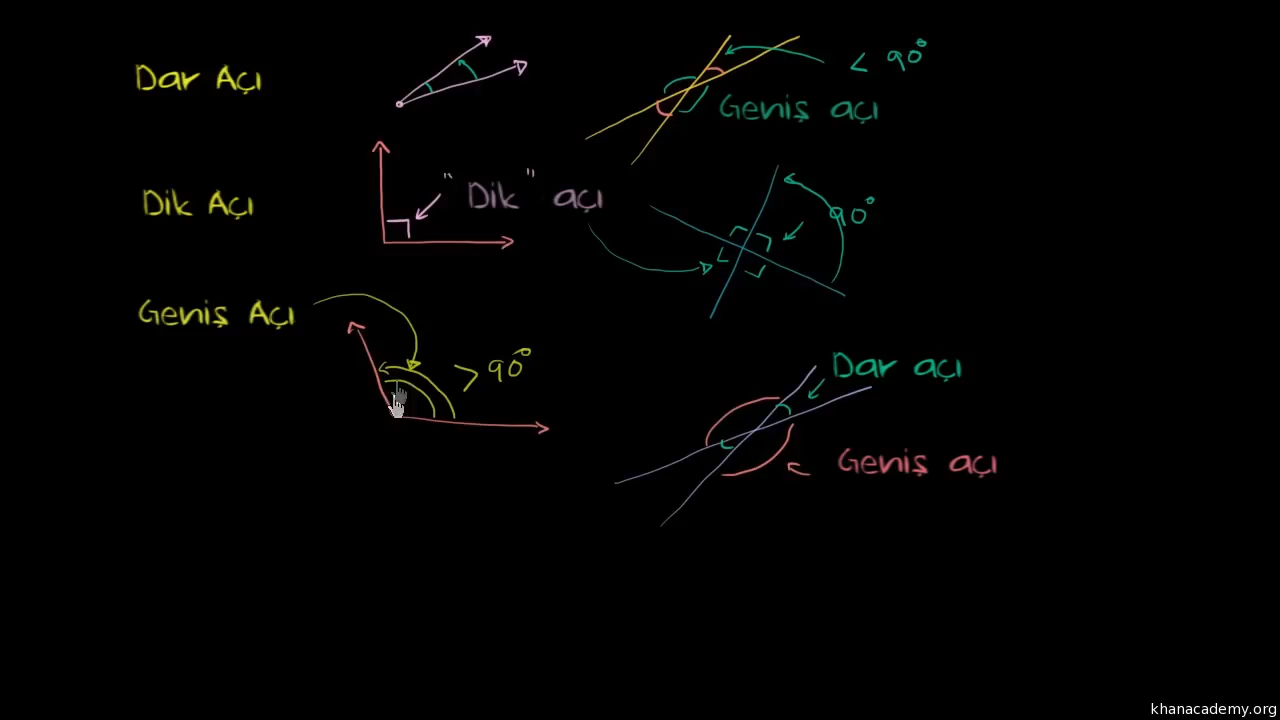 Dar Açı
< 90°
Geniş açı
Dik Açı
"Dik" açı
90°
Geniş Açı
> 90°
Dar açı
Geniş açı
khanacademy.org